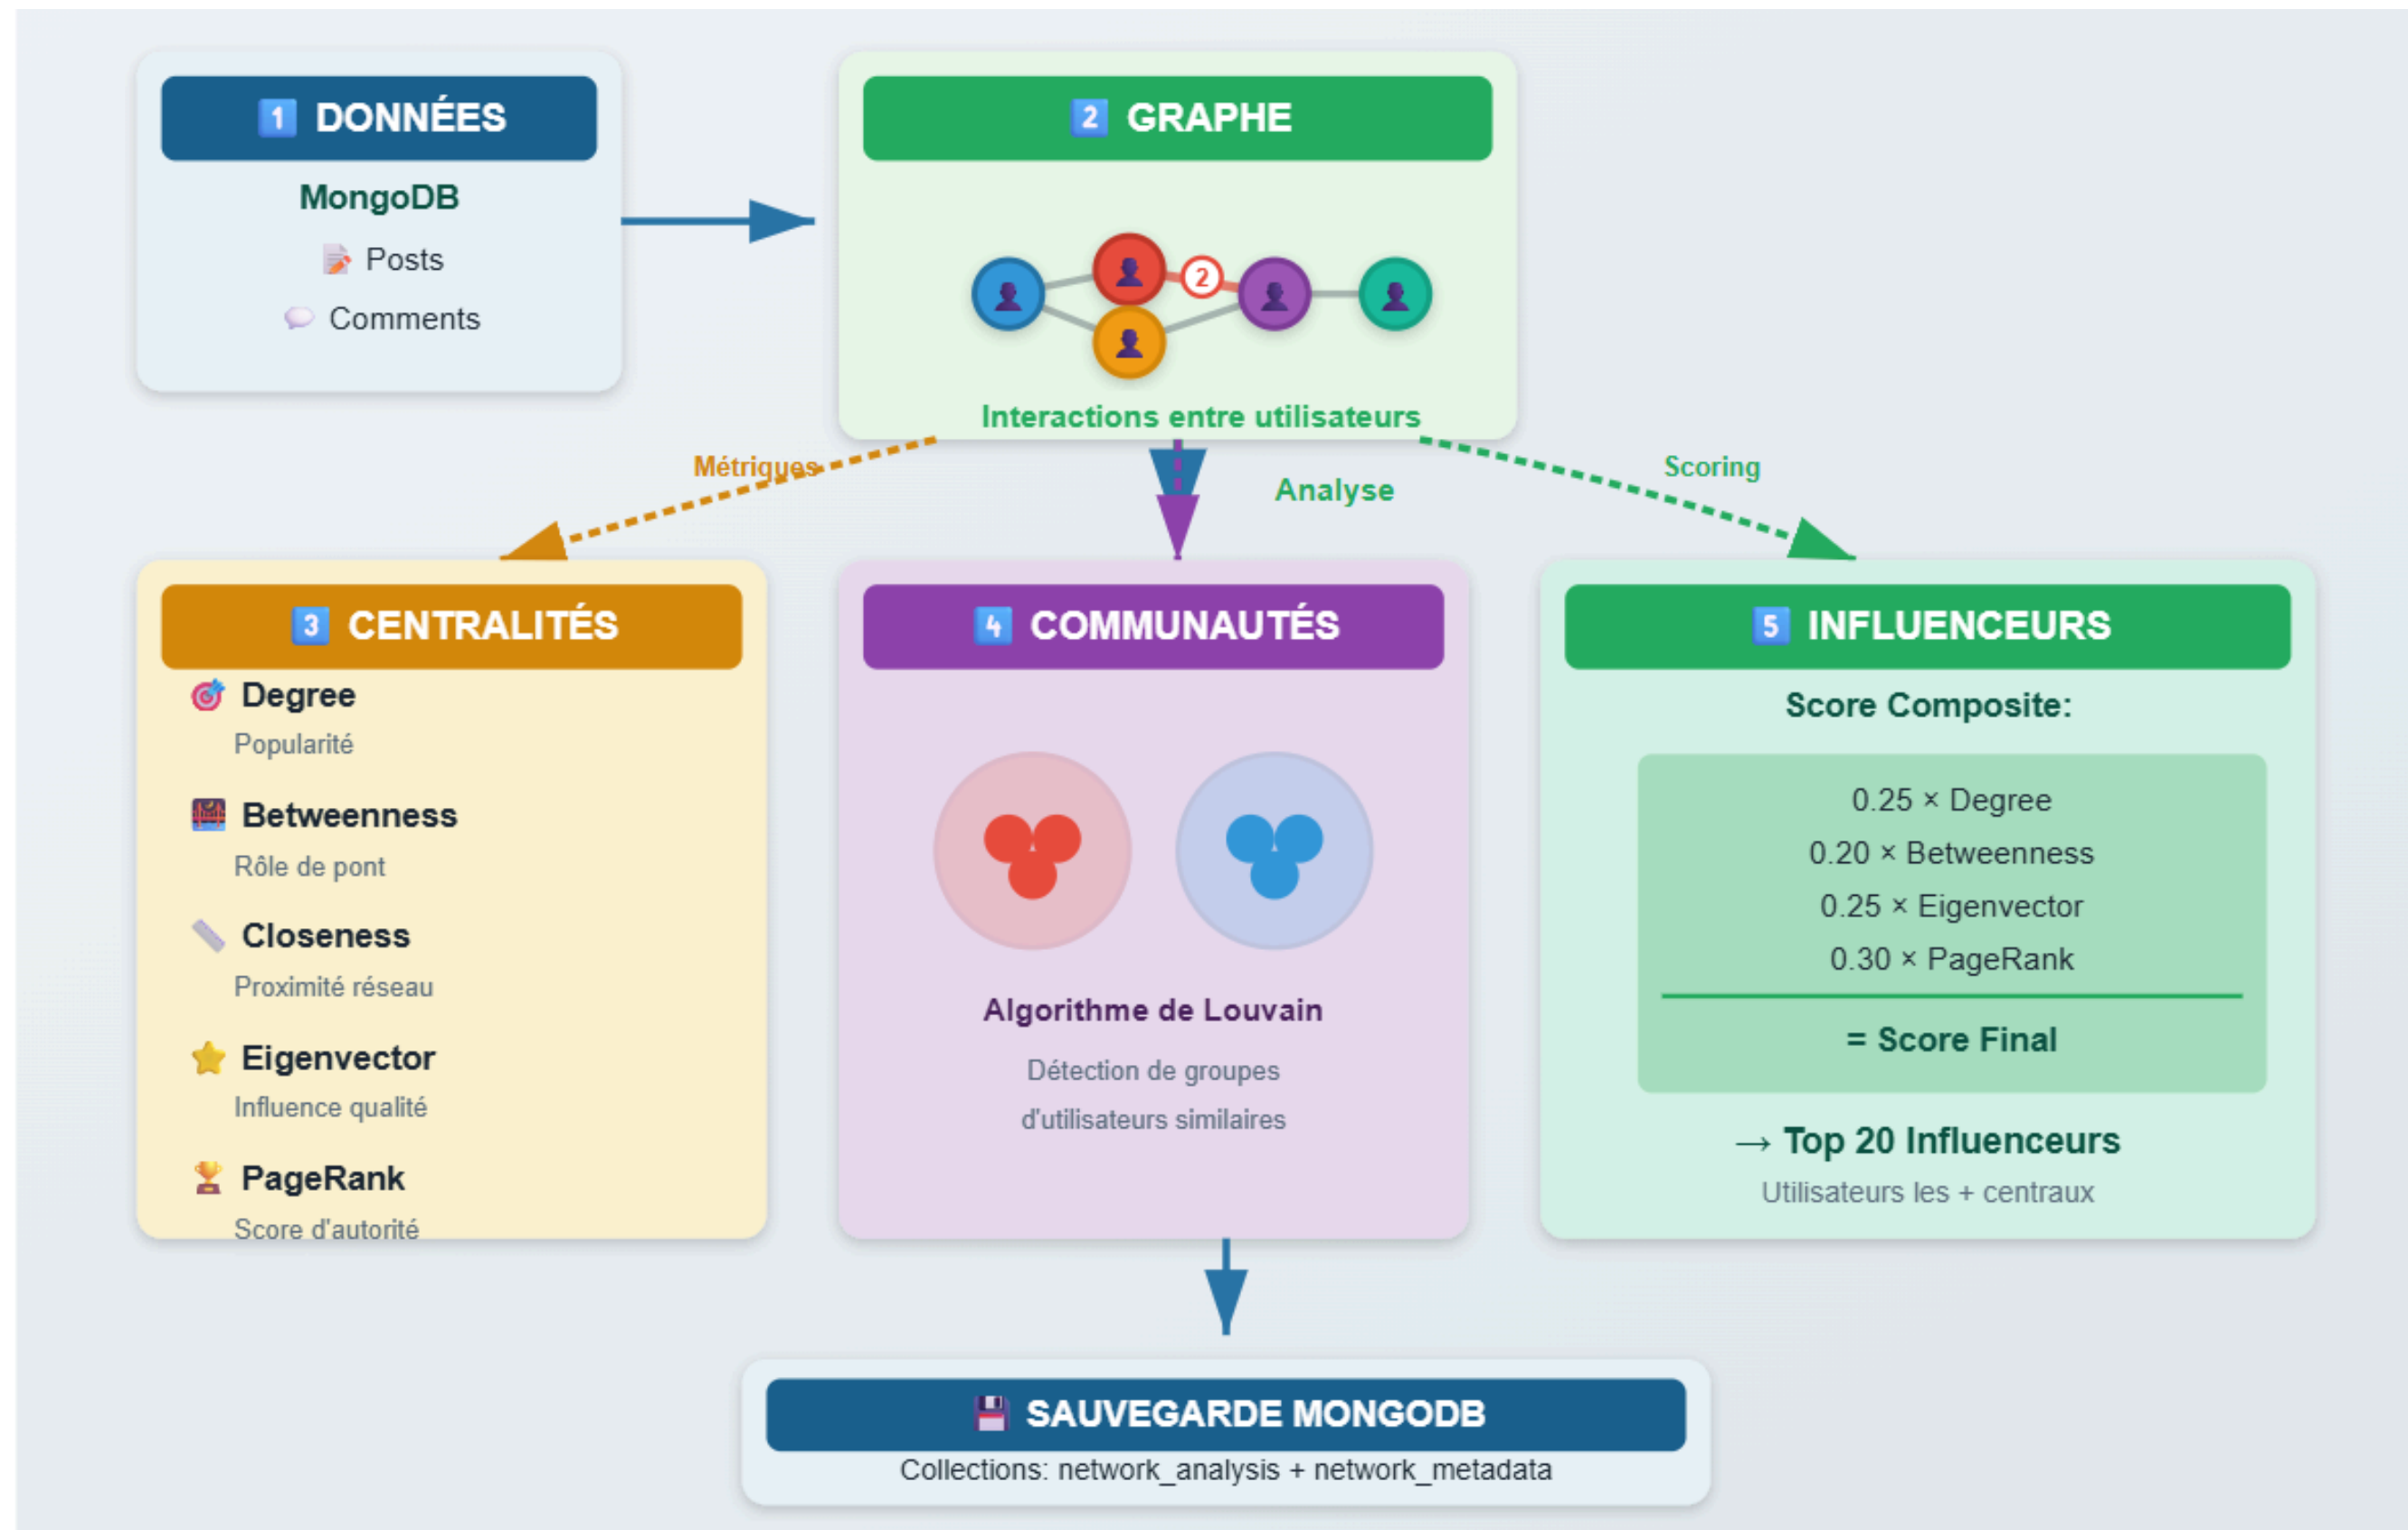 1 DONNÉES
MongoDB
Posts
Comments
2 GRAPHE
2
Interactions entre utilisateurs
Métriques
Analyse
Scoring
3 CENTRALITÉS
Degree
Popularité
Betweenness
Rôle de pont
Closeness
Proximité réseau
Eigenvector
Influence qualité
PageRank
Score d'autorité
4 COMMUNAUTÉS
Algorithme de Louvain
Détection de groupes
d'utilisateurs similaires
5 INFLUENCEURS
Score Composite:
0.25 × Degree
0.20 × Betweenness
0.25 × Eigenvector
0.30 × PageRank
= Score Final
→ Top 20 Influenceurs
Utilisateurs les + centraux
SAUVEGARDE MONGODB
Collections: network_analysis + network_metadata